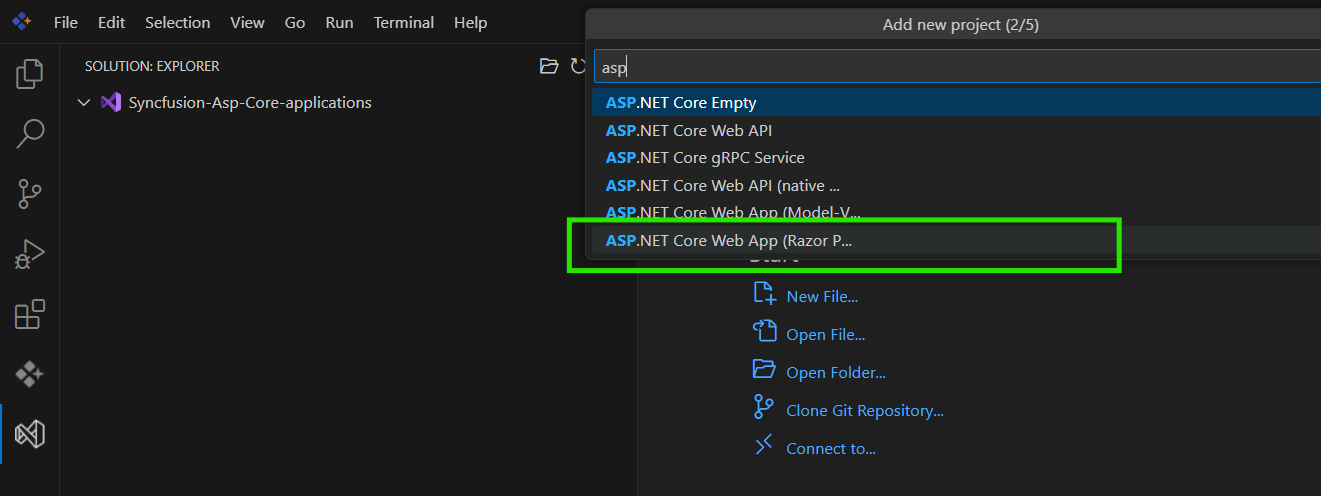 File Edit Selection View Go Run Terminal Help
Add new project (2/5)
SOLUTION: EXPLORER
asp
Syncfusion-Asp-Core-applications
ASP.NET Core Empty
ASP.NET Core Web API
ASP.NET Core gRPC Service
ASP.NET Core Web API (native ...
ASP.NET Core Web App (Model-V...
ASP.NET Core Web App (Razor P...
Start
New File...
Open File...
Open Folder...
Clone Git Repository...
Connect to...